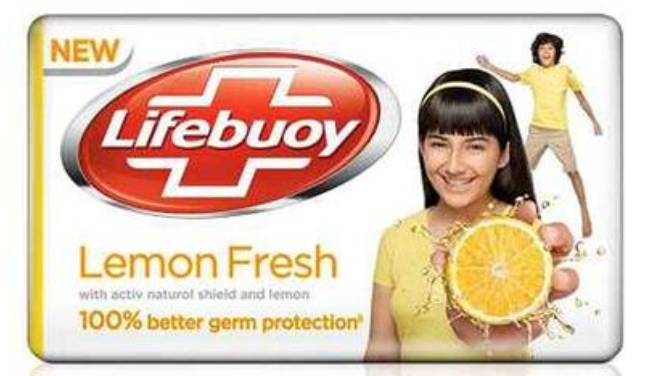 NEW
Lifebuoy
Lemon Fresh
with activ naturol shield and lemon
100% better germ protection